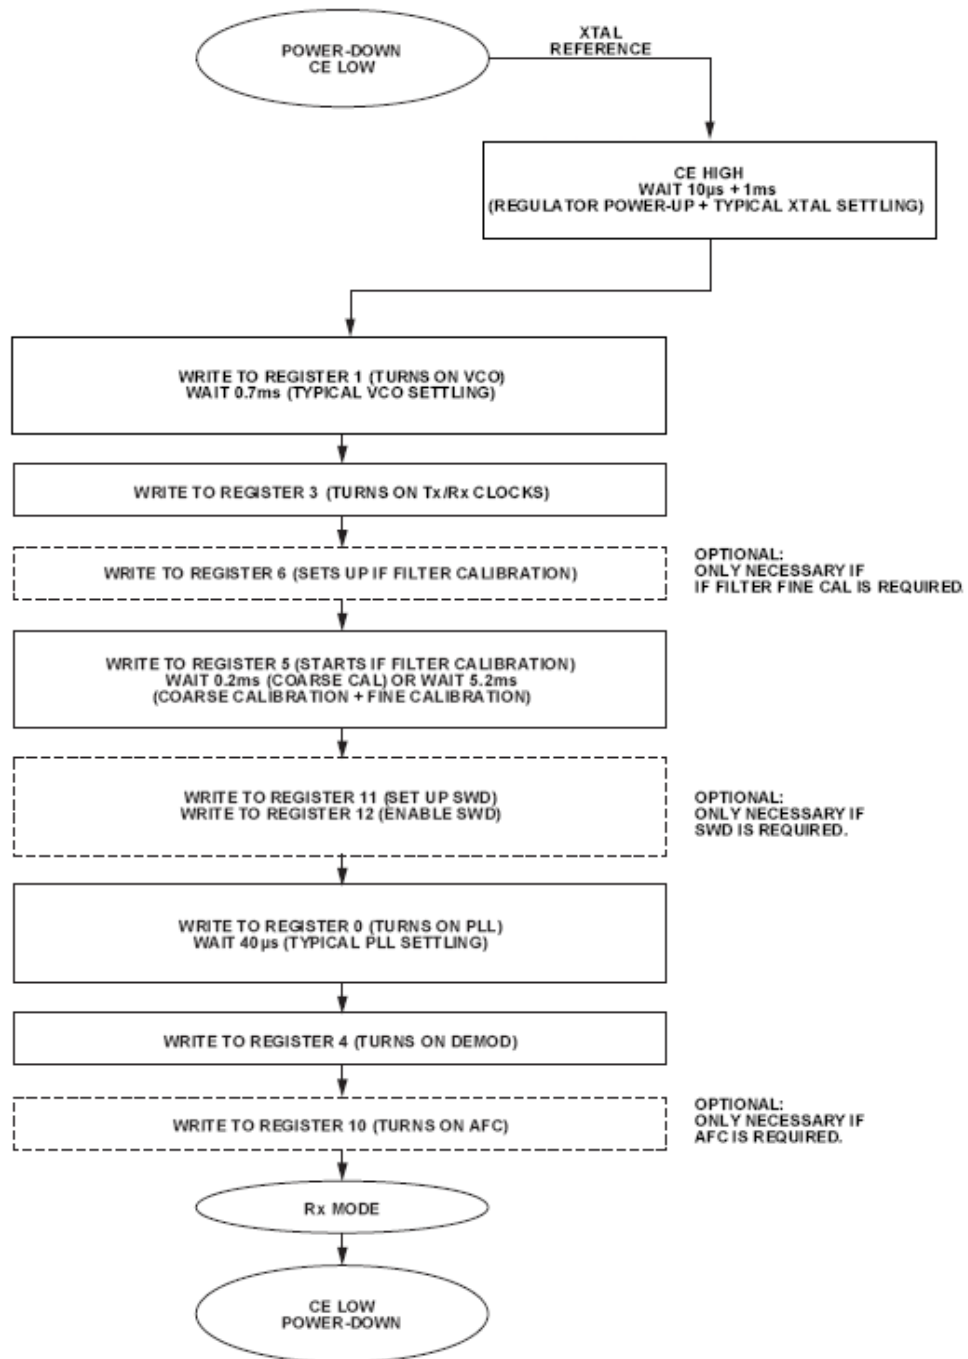 POWER-DOWN
CE LOW
XTAL
REFERENCE
CE HIGH
WAIT 10µs + 1ms
(REGULATOR POWER-UP + TYPICAL XTAL SETTLING)
WRITE TO REGISTER 1 (TURNS ON VCO)
WAIT 0.7ms (TYPICAL VCO SETTLING)
WRITE TO REGISTER 3 (TURNS ON Tx/Rx CLOCKS)
WRITE TO REGISTER 6 (SETS UP IF FILTER CALIBRATION)
OPTIONAL:
ONLY NECESSARY IF
IF FILTER FINE CAL IS REQUIRED.
WRITE TO REGISTER 5 (STARTS IF FILTER CALIBRATION)
WAIT 0.2ms (COARSE CAL) OR WAIT 5.2ms
(COARSE CALIBRATION + FINE CALIBRATION)
WRITE TO REGISTER 11 (SET UP SWD)
WRITE TO REGISTER 12 (ENABLE SWD)
OPTIONAL:
ONLY NECESSARY IF
SWD IS REQUIRED.
WRITE TO REGISTER 0 (TURNS ON PLL)
WAIT 40µs (TYPICAL PLL SETTLING)
WRITE TO REGISTER 4 (TURNS ON DEMOD)
WRITE TO REGISTER 10 (TURNS ON AFC)
OPTIONAL:
ONLY NECESSARY IF
AFC IS REQUIRED.
Rx MODE
CE LOW
POWER-DOWN